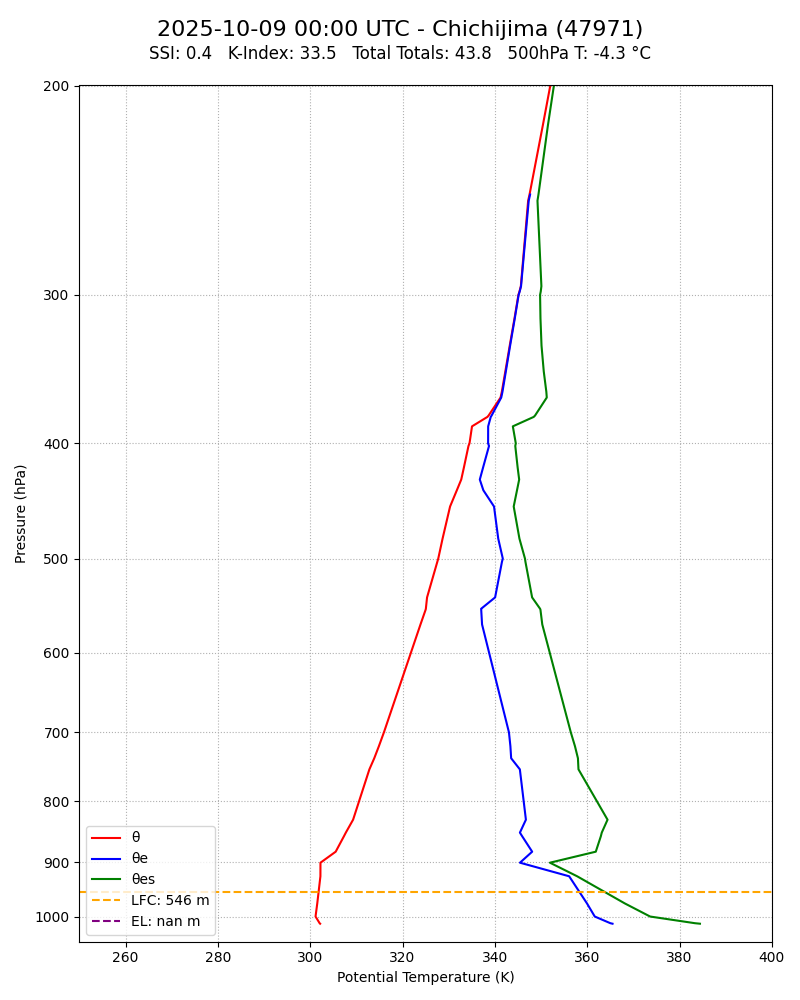 2025-10-09 00:00 UTC - Chichijima (47971)
SSI: 0.4   K-Index: 33.5   Total Totals: 43.8   500hPa T: -4.3 °C
200
300
400
500
600
700
800
900
1000
Pressure (hPa)
θ
θe
θes
LFC: 546 m
EL: nan m
260 280 300 320 340 360 380 400
Potential Temperature (K)